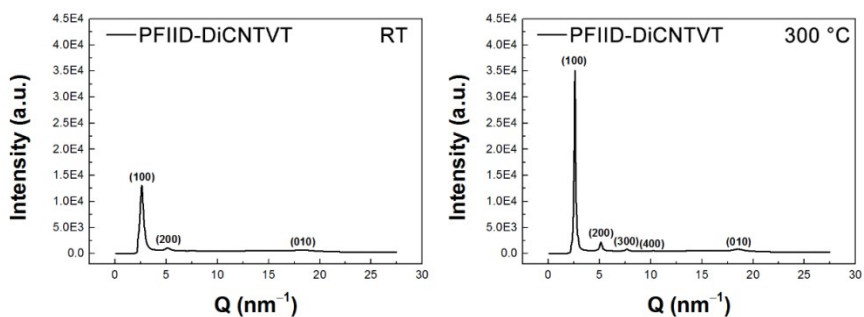 PFIID-DiCNTVT RT
4.5E4
4.0E4
3.5E4
3.0E4
2.5E4
2.0E4
1.5E4
1.0E4
5.0E3
0.0
Intensity (a.u.)
(100)
(200)
(010)
0 5 10 15 20 25 30
Q (nm⁻¹)
PFIID-DiCNTVT 300 °C
4.5E4
4.0E4
3.5E4
3.0E4
2.5E4
2.0E4
1.5E4
1.0E4
5.0E3
0.0
Intensity (a.u.)
(100)
(200)
(300)
(400)
(010)
0 5 10 15 20 25 30
Q (nm⁻¹)